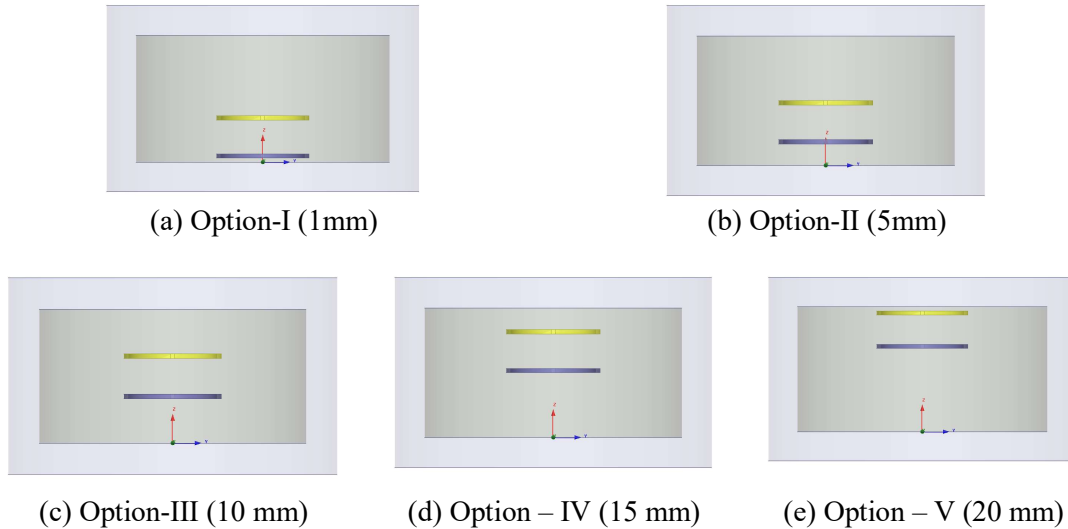 Z
Y
(a) Option-I (1mm)
Z
Y
(b) Option-II (5mm)
Z
Y
(c) Option-III (10 mm)
Z
Y
(d) Option – IV (15 mm)
Z
Y
(e) Option – V (20 mm)